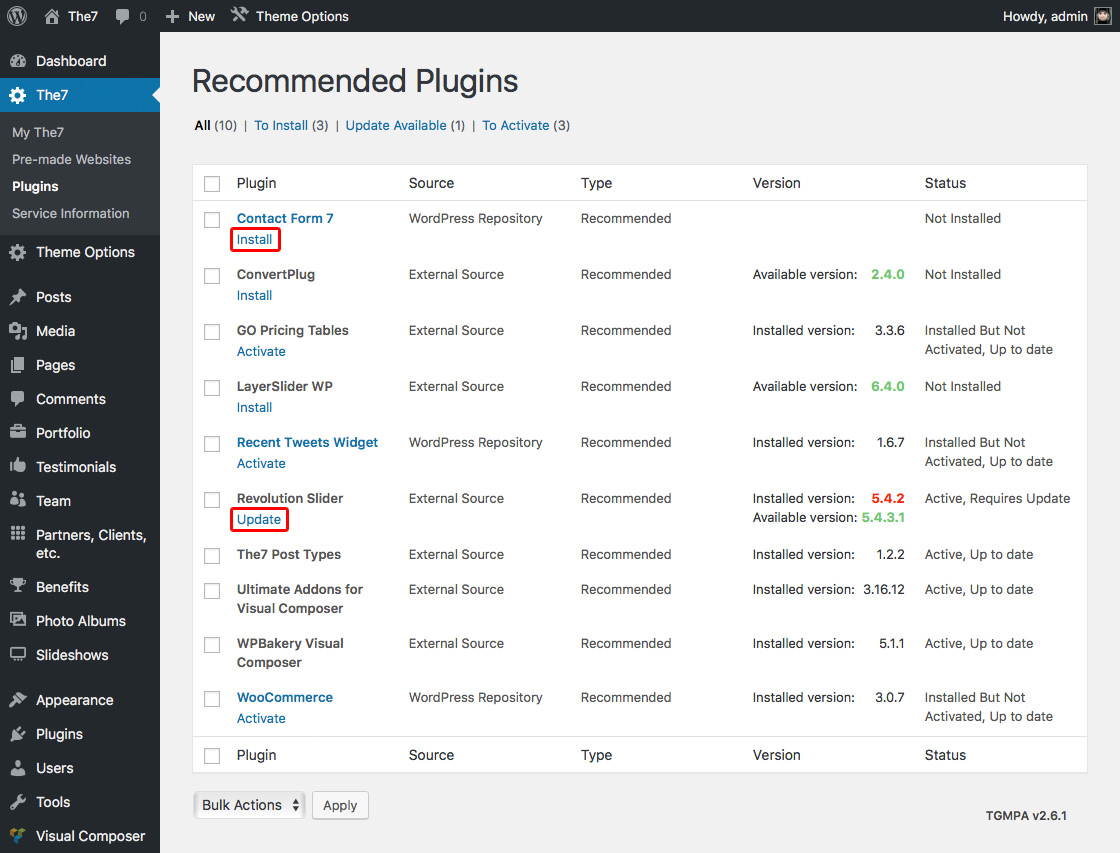 The7 0 New Theme Options Howdy, admin
Dashboard
The7
My The7
Pre-made Websites
Plugins
Service Information
Theme Options
Posts
Media
Pages
Comments
Portfolio
Testimonials
Team
Partners, Clients,
etc.
Benefits
Photo Albums
Slideshows
Appearance
Plugins
Users
Tools
Visual Composer
Recommended Plugins
All (10) | To Install (3) | Update Available (1) | To Activate (3)
Plugin Source Type Version Status
Contact Form 7 WordPress Repository Recommended Not Installed
Install
ConvertPlug External Source Recommended Available version: 2.4.0 Not Installed
Install
GO Pricing Tables External Source Recommended Installed version: 3.3.6 Installed But Not
Activate Activated, Up to date
LayerSlider WP External Source Recommended Available version: 6.4.0 Not Installed
Install
Recent Tweets Widget WordPress Repository Recommended Installed version: 1.6.7 Installed But Not
Activate Activated, Up to date
Revolution Slider External Source Recommended Installed version: 5.4.2 Active, Requires Update
Update Available version: 5.4.3.1
The7 Post Types External Source Recommended Installed version: 1.2.2 Active, Up to date
Ultimate Addons for External Source Recommended Installed version: 3.16.12 Active, Up to date
Visual Composer
WPBakery Visual External Source Recommended Installed version: 5.1.1 Active, Up to date
Composer
WooCommerce WordPress Repository Recommended Installed version: 3.0.7 Installed But Not
Activate Activated, Up to date
Plugin Source Type Version Status
Bulk Actions Apply
TGMPA v2.6.1